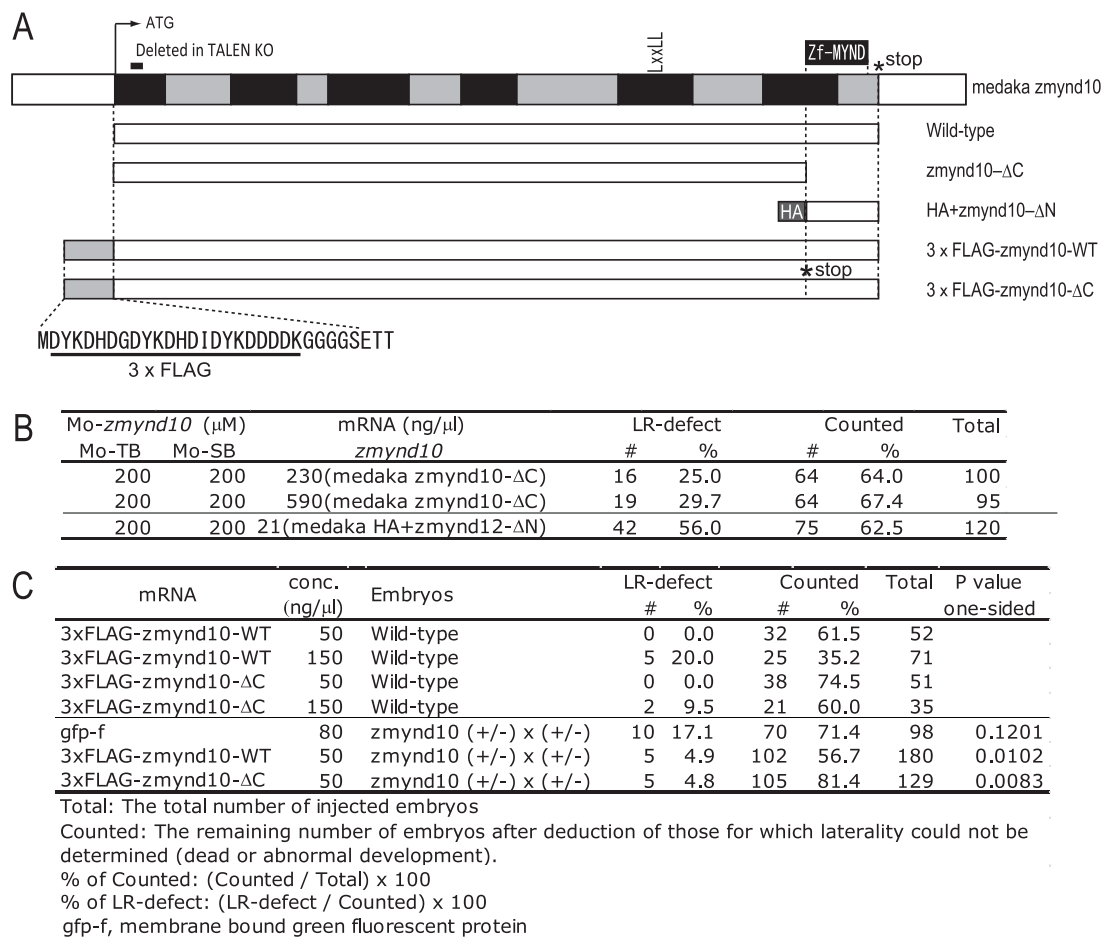 A
ATG
Deleted in TALEN KO
LxxLL
Zf-MYND
*stop
medaka zmynd10
Wild-type
zmynd10-ΔC
HA
HA+zmynd10-ΔN
3 x FLAG-zmynd10-WT
*stop
3 x FLAG-zmynd10-ΔC
MDYKDHDGDYKDHDIDYKDDDDKGGGGSETT
3 x FLAG
B
Mo-zmynd10 (μM) mRNA (ng/μl) LR-defect Counted Total
Mo-TB Mo-SB zmynd10 # % # %
200 200 230(medaka zmynd10-ΔC) 16 25.0 64 64.0 100
200 200 590(medaka zmynd10-ΔC) 19 29.7 64 67.4 95
200 200 21(medaka HA+zmynd12-ΔN) 42 56.0 75 62.5 120
C
mRNA conc. (ng/μl) Embryos LR-defect Counted Total P value one-sided
# % # %
3xFLAG-zmynd10-WT 50 Wild-type 0 0.0 32 61.5 52
3xFLAG-zmynd10-WT 150 Wild-type 5 20.0 25 35.2 71
3xFLAG-zmynd10-ΔC 50 Wild-type 0 0.0 38 74.5 51
3xFLAG-zmynd10-ΔC 150 Wild-type 2 9.5 21 60.0 35
gfp-f 80 zmynd10 (+/-) x (+/-) 10 17.1 70 71.4 98 0.1201
3xFLAG-zmynd10-WT 50 zmynd10 (+/-) x (+/-) 5 4.9 102 56.7 180 0.0102
3xFLAG-zmynd10-ΔC 50 zmynd10 (+/-) x (+/-) 5 4.8 105 81.4 129 0.0083
Total: The total number of injected embryos
Counted: The remaining number of embryos after deduction of those for which laterality could not be
determined (dead or abnormal development).
% of Counted: (Counted / Total) x 100
% of LR-defect: (LR-defect / Counted) x 100
gfp-f, membrane bound green fluorescent protein